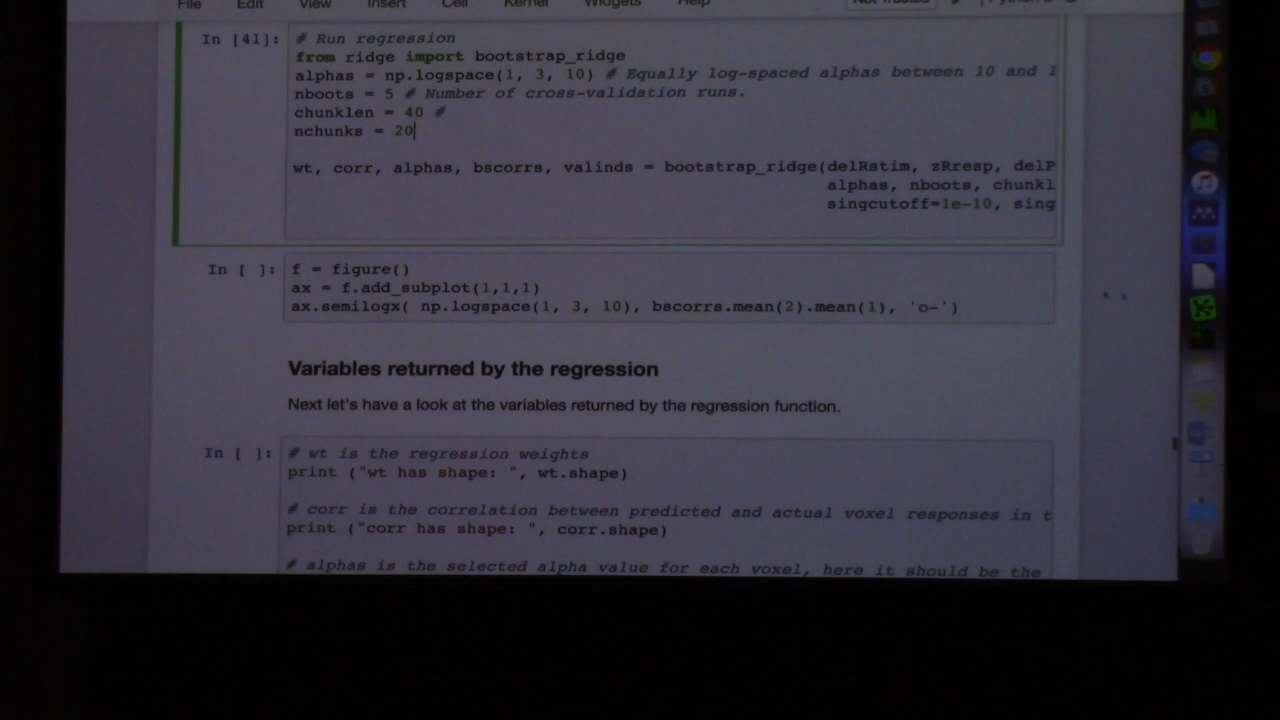 File Edit View Insert Cell Kernel Widgets Help
In [41]: # Run regression
from ridge import bootstrap_ridge
alphas = np.logspace(1, 3, 10) # Equally log-spaced alphas between 10 and 1
nboots = 5 # Number of cross-validation runs.
chunklen = 40 #
nchunks = 20
wt, corr, alphas, bscorrs, valinds = bootstrap_ridge(delRstim, zRresp, delP
alphas, nboots, chunkl
singcutoff=1e-10, sing
In [ ]: f = figure()
ax = f.add_subplot(1,1,1)
ax.semilogx( np.logspace(1, 3, 10), bscorrs.mean(2).mean(1), 'o-')
Variables returned by the regression
Next let's have a look at the variables returned by the regression function.
In [ ]: # wt is the regression weights
print ("wt has shape: ", wt.shape)
# corr is the correlation between predicted and actual voxel responses in t
print ("corr has shape: ", corr.shape)
# alphas is the selected alpha value for each voxel, here it should be the